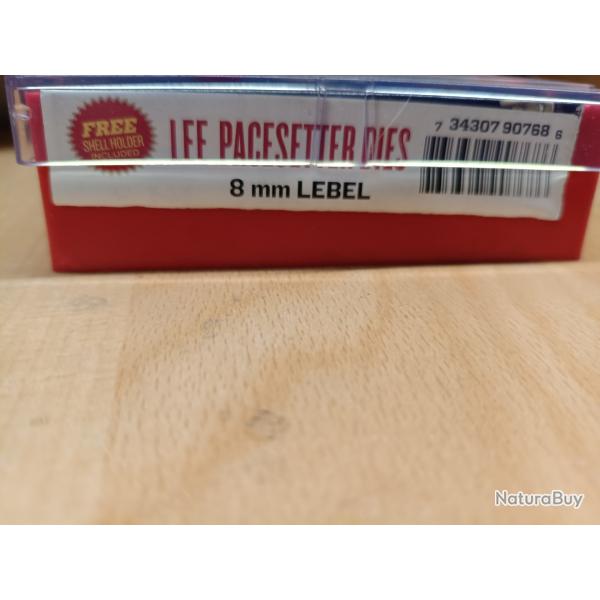 FREE
SHELL HOLDER
INCLUDED
LEE PACESETTER DIES
8 mm LEBEL
7 34307 90768 6
NaturaBuy